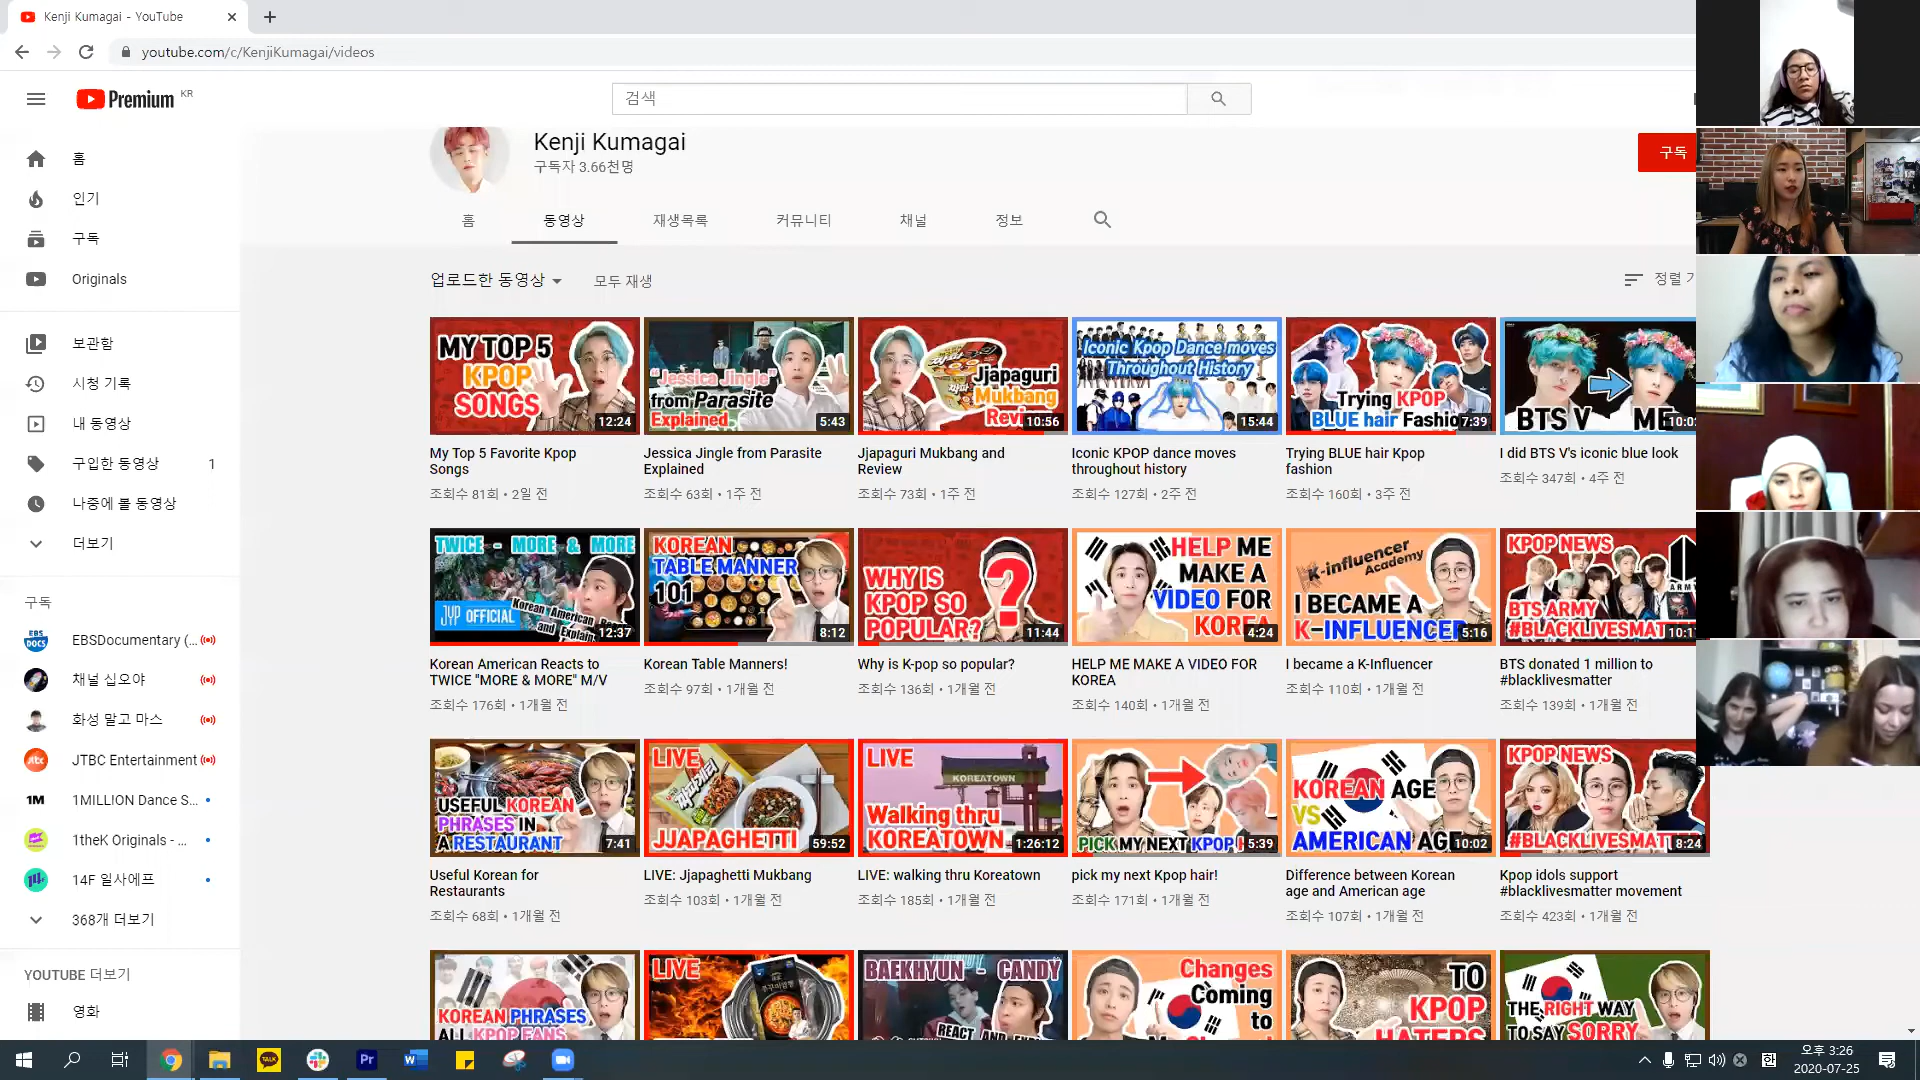 Kenji Kumagai - YouTube
youtube.com/c/KenjiKumagai/videos
Premium KR
검색
홈
인기
구독
Originals
보관함
시청 기록
내 동영상
구입한 동영상 1
나중에 볼 동영상
더보기
구독
EBSDocumentary (...
채널 십오야
화성 말고 마스
JTBC Entertainment
1MILL!ON Dance S...
1theK Originals - ...
14F 일사에프
368개 더보기
YOUTUBE 더보기
영화
Kenji Kumagai
구독자 3.66천명
구독
홈 동영상 재생목록 커뮤니티 채널 정보
업로드한 동영상 모두 재생 정렬
MY TOP 5
KPOP
SONGS
12:24
My Top 5 Favorite Kpop
Songs
조회수 81회 • 2일 전
"Jessica Jingle"
from Parasite
Explained
5:43
Jessica Jingle from Parasite
Explained
조회수 63회 • 1주 전
Jjapaguri
Mukbang
10:56
Jjpaguri Mukbang and
Review
조회수 73회 • 1주 전
Iconic Kpop Dance moves
Throughout History
15:44
Iconic KPOP dance moves
throughout history
조회수 127회 • 2주 전
Trying KPOP
BLUE hair Fashio
7:39
Trying BLUE hair Kpop
fashion
조회수 160회 • 3주 전
BTS V ME
I did BTS V's iconic blue look
조회수 347회 • 4주 전
TWICE - MORE & MORE
JYP OFFICIAL
Korean American
12:37
Korean American Reacts to
TWICE "MORE & MORE" M/V
조회수 176회 • 1개월 전
KOREAN
TABLE MANNER
101
8:12
Korean Table Manners!
조회수 97회 • 1개월 전
WHY IS
KPOP SO
POPULAR?
?
11:44
Why is K-pop so popular?
조회수 136회 • 1개월 전
HELP ME
MAKE A
VIDEO FOR
KOREA
4:24
HELP ME MAKE A VIDEO FOR
KOREA
조회수 140회 • 1개월 전
K-influencer
Academy
I BECAME A
K-INFLUENCER
5:16
I became a K-Influencer
조회수 110회 • 1개월 전
KPOP NEWS
ARMY
BTS ARMY
#BLACKLIVESMAT
BTS donated 1 million to
#blacklivesmatter
조회수 139회 • 1개월 전
USEFUL KOREAN
PHRASES IN
A RESTAURANT
7:41
Useful Korean for
Restaurants
조회수 68회 • 1개월 전
LIVE
JJAPAGHETTI
59:52
LIVE: Jjapaghetti Mukbang
조회수 103회 • 1개월 전
LIVE
KOREATOWN
Walking thru
KOREATOWN
1:26:12
LIVE: walking thru Koreatown
조회수 185회 • 1개월 전
PICK MY NEXT KPOP
5:39
pick my next Kpop hair!
조회수 171회 • 1개월 전
KOREAN AGE
VS
AMERICAN AGE
10:02
Difference between Korean
age and American age
조회수 107회 • 1개월 전
KPOP NEWS
#BLACKLIVESMATTER
8:24
Kpop idols support
#blacklivesmatter movement
조회수 423회 • 1개월 전
KOREAN PHRASES
ALL KPOP FANS
LIVE
BAEKHYUN - CANDY
REACT AND
Changes
Coming
to
TO
KPOP
HATERS
THE RIGHT WAY
TO SAY SORRY
TALK
Pr
한
오후 3:26
2020-07-25